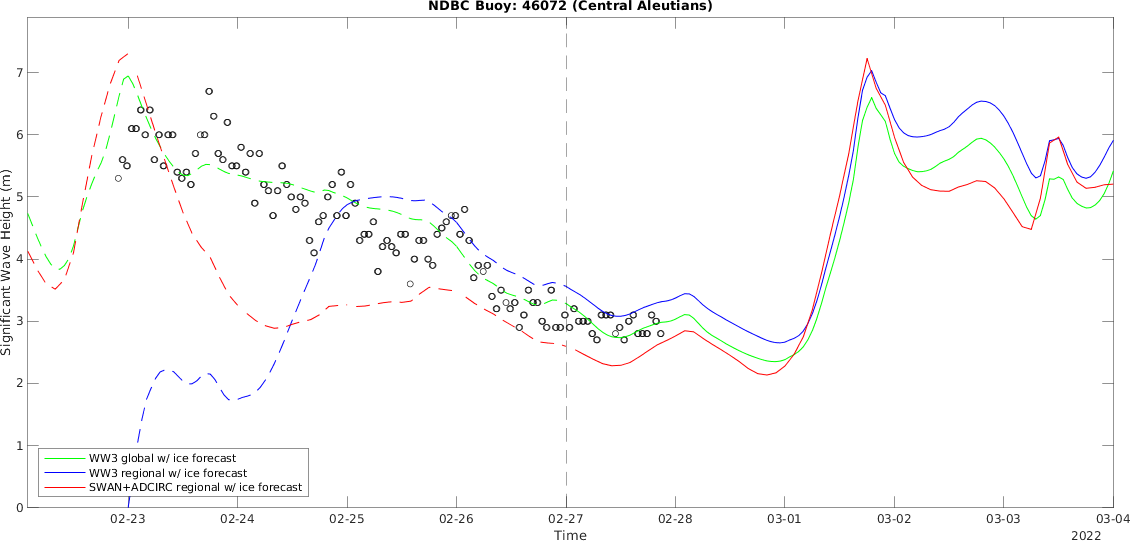 NDBC Buoy: 46072 (Central Aleutians)
Significant Wave Height (m)
7
6
5
4
3
2
1
0
WW3 global w/ ice forecast
WW3 regional w/ ice forecast
SWAN+ADCIRC regional w/ ice forecast
02-23 02-24 02-25 02-26 02-27 02-28 03-01 03-02 03-03 03-04
Time
2022